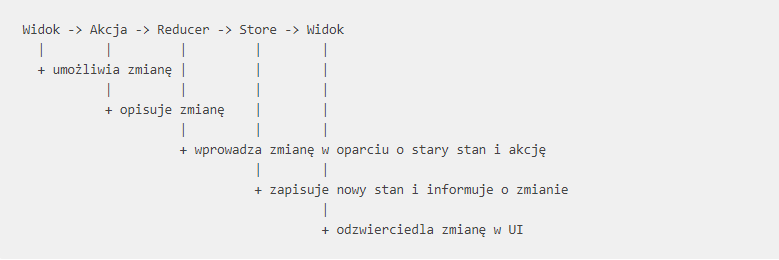 Widok -> Akcja -> Reducer -> Store -> Widok
  |        |         |         |        |
  + umożliwia zmianę |         |        |
           |         |         |        |
           + opisuje zmianę    |        |
                     |         |        |
                     + wprowadza zmianę w oparciu o stary stan i akcję
                               |        |
                               + zapisuje nowy stan i informuje o zmianie
                                        |
                                        + odzwierciedla zmianę w UI